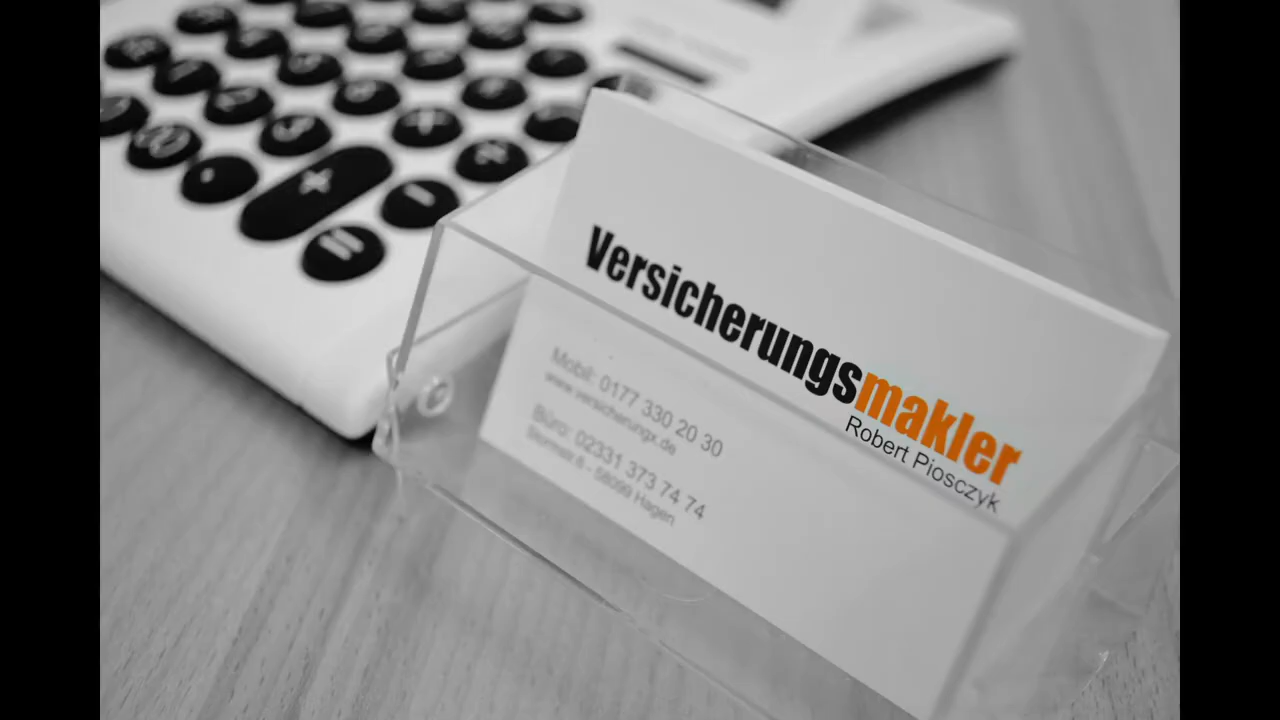 Versicherungsmakler
Robert Piosczyk
Mobil: 0177 330 20 30
www.versicherungx.de
Büro: 02331 373 74 74
58099 Hagen